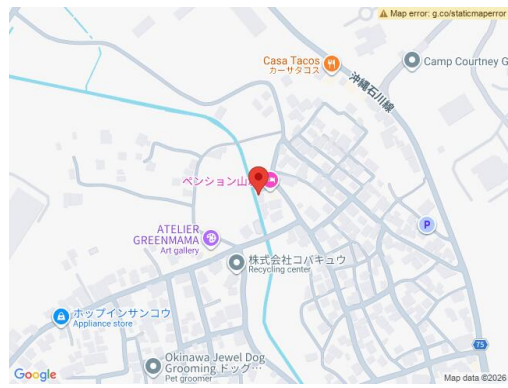 Map error: g.co/staticmaperror
Casa Tacos
カーサタコス
Camp Courtney G
沖縄石川線
ペンション山
ATELIER
GREENMAMA
Art gallery
P
株式会社コバキュウ
Recycling center
ホップインサンコウ
Appliance store
75
Okinawa Jewel Dog
Grooming ドッグ…
Pet groomer
Google
Map data ©2026